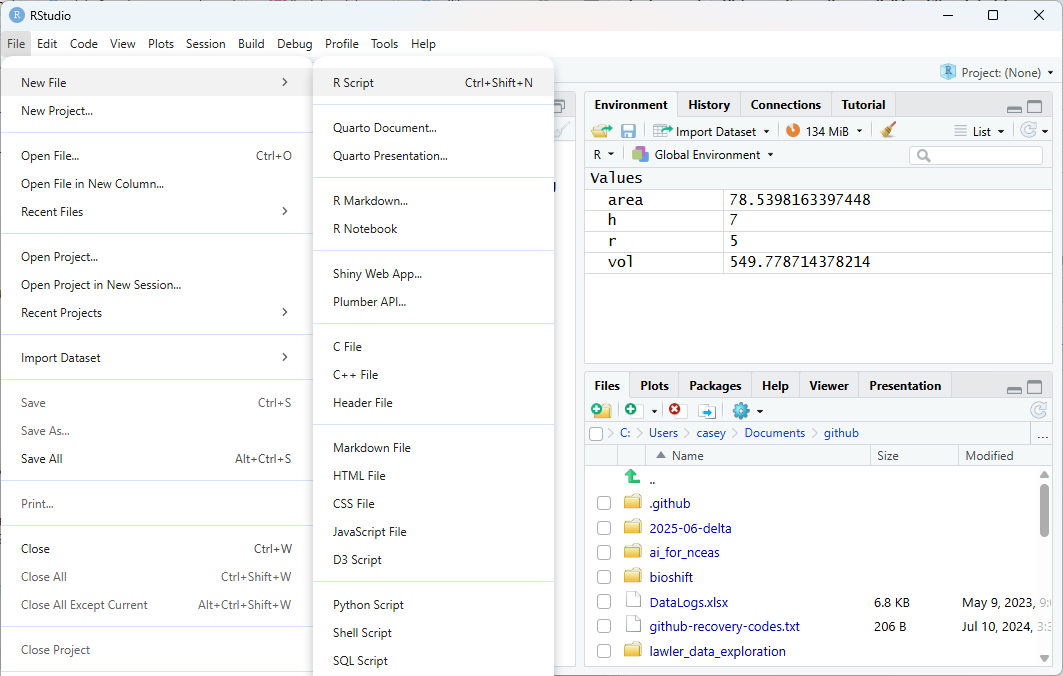 RStudio
File Edit Code View Plots Session Build Debug Profile Tools Help
Project: (None)
New File
New Project...
Open File... Ctrl+O
Open File in New Column...
Recent Files
Open Project...
Open Project in New Session...
Recent Projects
Import Dataset
Save Ctrl+S
Save As...
Save All Alt+Ctrl+S
Print...
Close Ctrl+W
Close All Ctrl+Shift+W
Close All Except Current Alt+Ctrl+Shift+W
Close Project
R Script Ctrl+Shift+N
Quarto Document...
Quarto Presentation...
R Markdown...
R Notebook
Shiny Web App...
Plumber API...
C File
C++ File
Header File
Markdown File
HTML File
CSS File
JavaScript File
D3 Script
Python Script
Shell Script
SQL Script
Environment History Connections Tutorial
Import Dataset 134 MiB List
R Global Environment
Values
area 78.5398163397448
h 7
r 5
vol 549.778714378214
Files Plots Packages Help Viewer Presentation
C: Users casey Documents github ...
Name Size Modified
..
.github
2025-06-delta
ai_for_nceas
bioshift
DataLogs.xlsx 6.8 KB May 9, 2023, 9:
github-recovery-codes.txt 206 B Jul 10, 2024, 3:
lawler_data_exploration